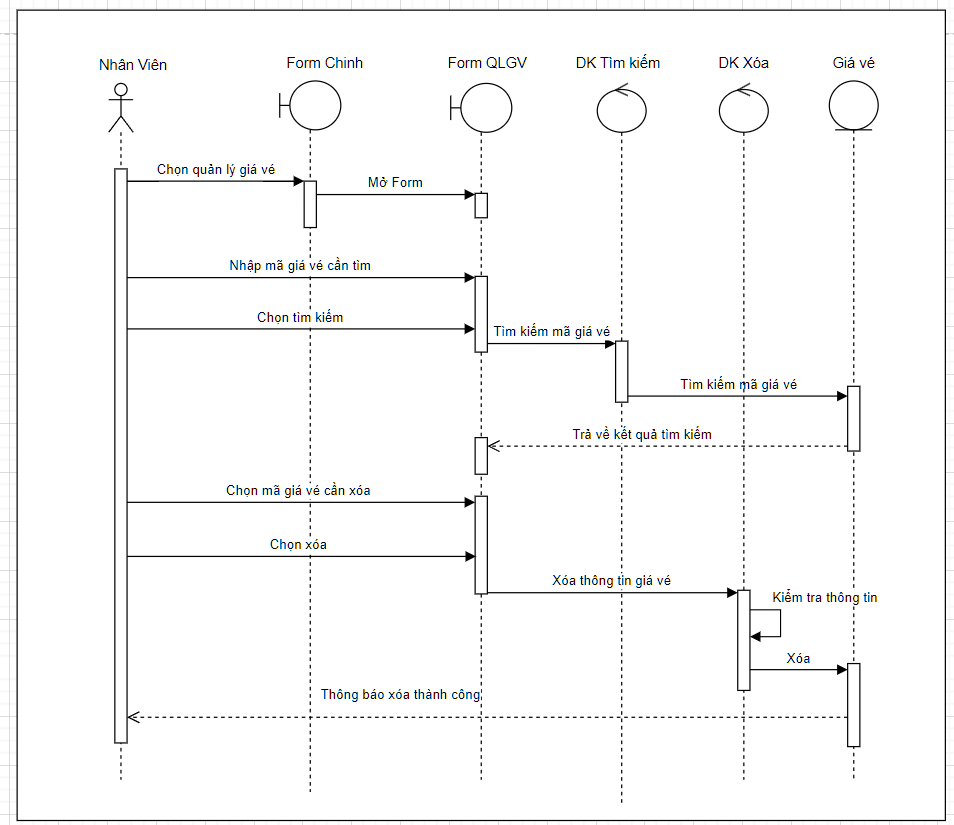 Nhân Viên
Form Chinh
Form QLGV
DK Tìm kiếm
DK Xóa
Giá vé
Chọn quản lý giá vé
Mở Form
Nhập mã giá vé cần tìm
Chọn tìm kiếm
Tìm kiếm mã giá vé
Tìm kiếm mã giá vé
Trả về kết quả tìm kiếm
Chọn mã giá vé cần xóa
Chọn xóa
Xóa thông tin giá vé
Kiểm tra thông tin
Xóa
Thông báo xóa thành công